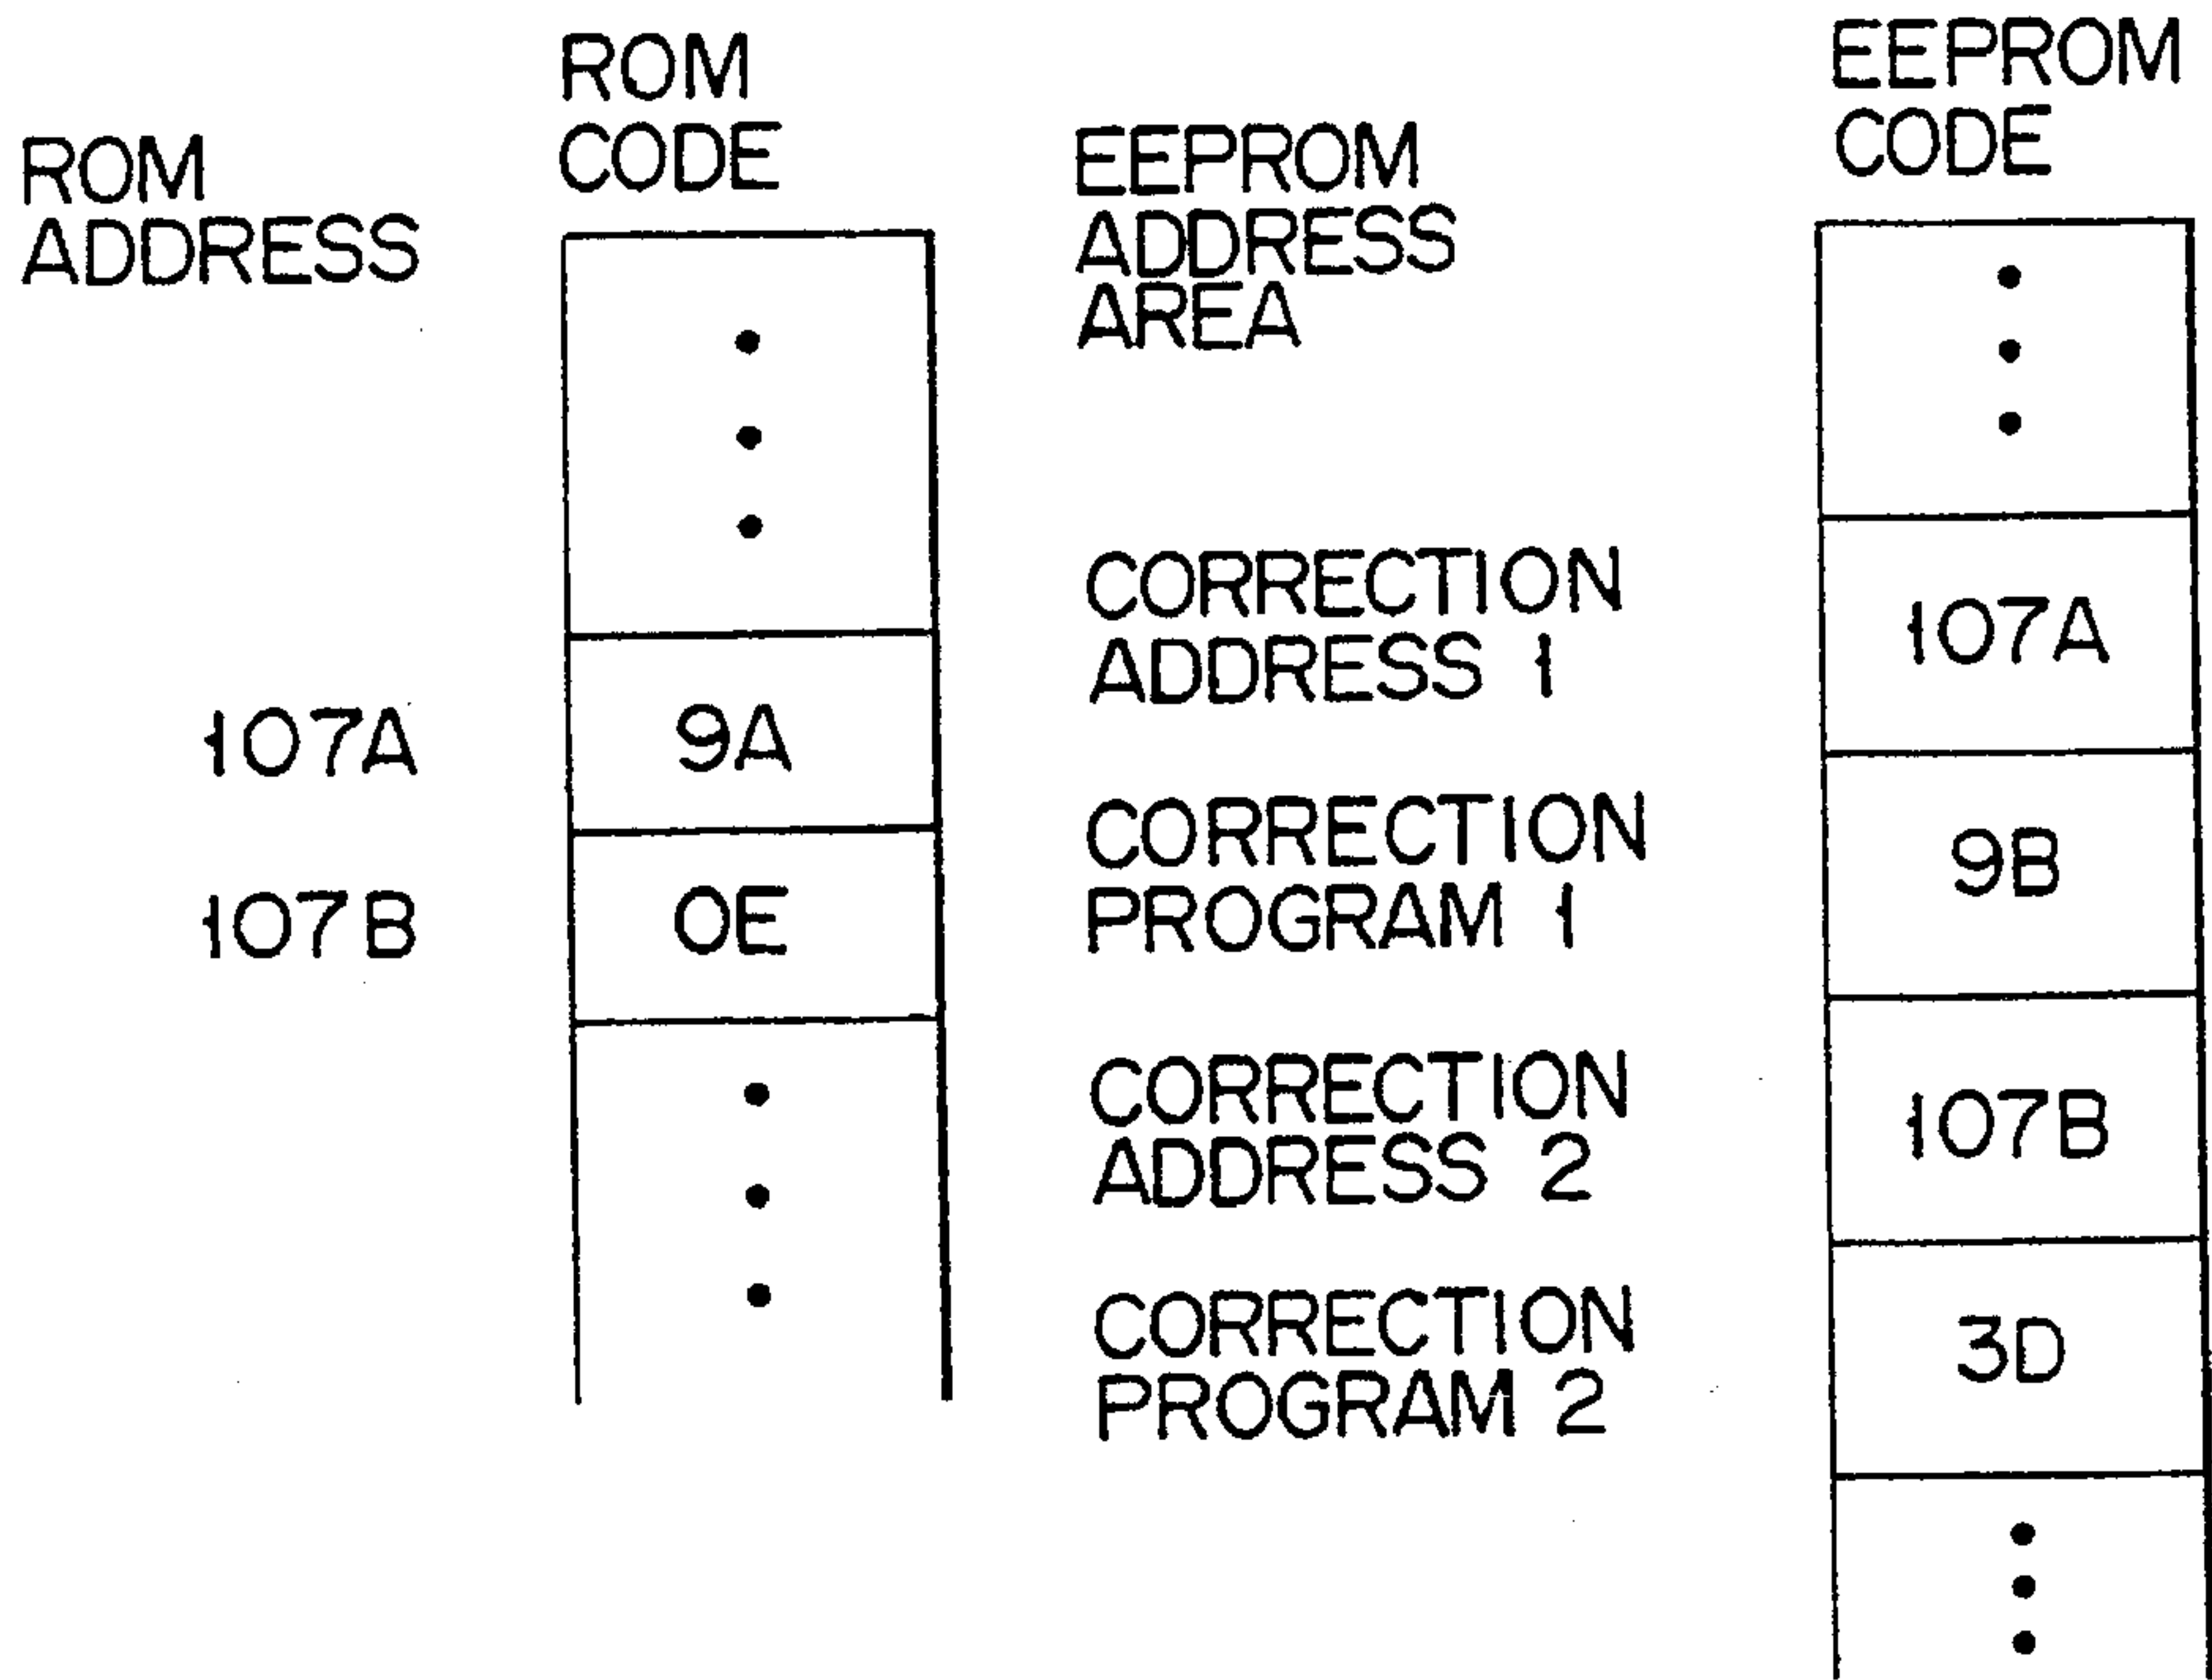 ROM
ADDRESS
ROM
CODE
107A
9A
107B
0E
EEPROM
ADDRESS
AREA
EEPROM
CODE
CORRECTION
ADDRESS 1
107A
CORRECTION
PROGRAM 1
9B
CORRECTION
ADDRESS 2
107B
CORRECTION
PROGRAM 2
3D